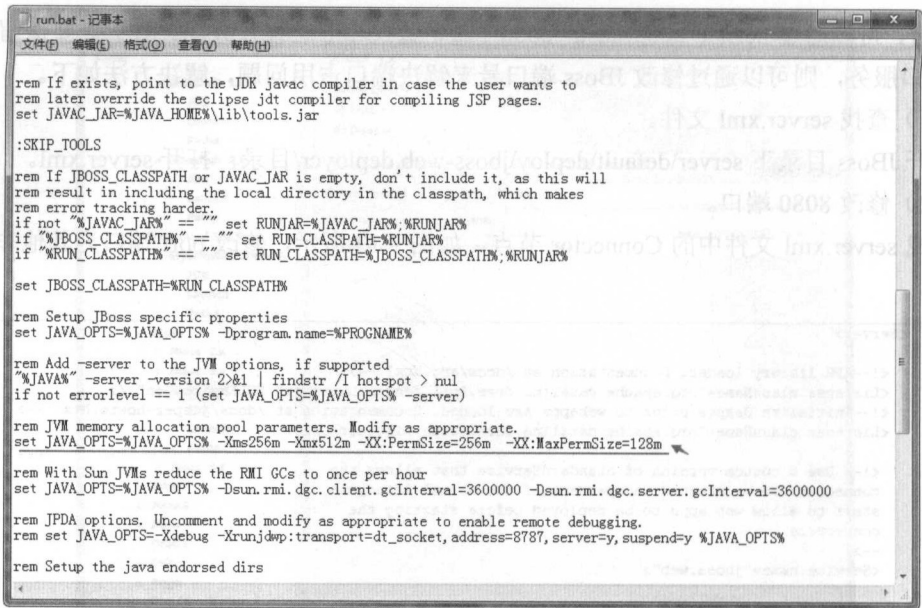 run.bat - 记事本
文件(F) 编辑(E) 格式(O) 查看(V) 帮助(H)
rem If exists, point to the JDK javac compiler in case the user wants to
rem later override the eclipse jdt compiler for compiling JSP pages.
set JAVAC_JAR=%JAVA_HOME%\lib\tools.jar
:SKIP_TOOLS
rem If JBOSS_CLASSPATH or JAVAC_JAR is empty, don't include it, as this will
rem result in including the local directory in the classpath, which makes
rem error tracking harder.
if not "%JAVAC_JAR%" == "" set RUNJAR=%JAVAC_JAR%;%RUNJAR%
if "%JBOSS_CLASSPATH%" == "" set RUN_CLASSPATH=%RUNJAR%
if "%RUN_CLASSPATH%" == "" set RUN_CLASSPATH=%JBOSS_CLASSPATH%;%RUNJAR%
set JBOSS_CLASSPATH=%RUN_CLASSPATH%
rem Setup JBoss specific properties
set JAVA_OPTS=%JAVA_OPTS% -Dprogram.name=%PROGNAME%
rem Add -server to the JVM options, if supported
"%JAVA%" -server -version 2>&1 | findstr /I hotspot > nul
if not errorlevel == 1 (set JAVA_OPTS=%JAVA_OPTS% -server)
rem JVM memory allocation pool parameters. Modify as appropriate.
set JAVA_OPTS=%JAVA_OPTS% -Xms256m -Xmx512m -XX:PermSize=256m -XX:MaxPermSize=128m
rem With Sun JVMs reduce the RMI GCs to once per hour
set JAVA_OPTS=%JAVA_OPTS% -Dsun.rmi.dgc.client.gcInterval=3600000 -Dsun.rmi.dgc.server.gcInterval=3600000
rem JPDA options. Uncomment and modify as appropriate to enable remote debugging.
rem set JAVA_OPTS=-Xdebug -Xrunjdwp:transport=dt_socket,address=8787,server=y,suspend=y %JAVA_OPTS%
rem Setup the java endorsed dirs